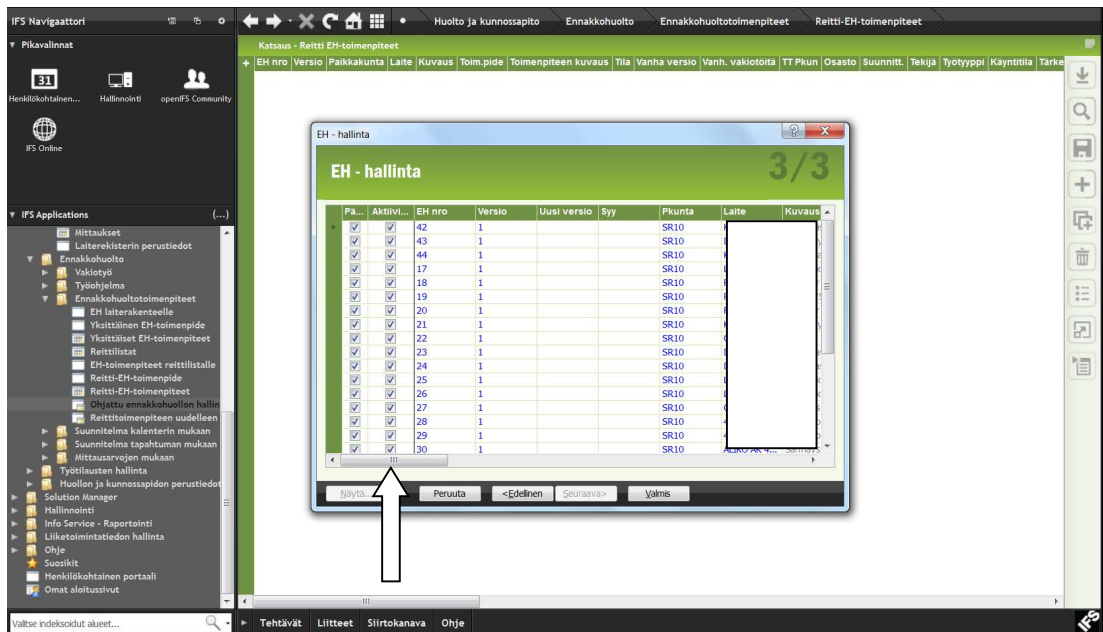 IFS Navigaattori
Huolto ja kunnossapito Ennakkohuolto Ennakkohuoltotoimenpiteet Reitti-EH-toimenpiteet
Pikavalinnat
31
Henkilökohtainen... Hallinnointi openIFS Community
IFS Online
IFS Applications (...)
Mittaukset
Laiterekisterin perustiedot
Ennakkohuolto
Vakiotyö
Työohjelma
Ennakkohuoltotoimenpiteet
EH laiterakenteelle
Yksittäinen EH-toimenpide
Yksittäiset EH-toimenpiteet
Reittilistat
EH-toimenpiteet reittilistalle
Reitti-EH-toimenpide
Reitti-EH-toimenpiteet
Ohjattu ennakkohuollon hallin
Reittitoimenpiteen uudelleen
Suunnitelma kalenterin mukaan
Suunnitelma tapahtuman mukaan
Mittausarvojen mukaan
Työtilausten hallinta
Huollon ja kunnossapidon perustiedot
Solution Manager
Hallinnointi
Info Service - Raportointi
Liiketoimintatiedon hallinta
Ohje
Suosikit
Henkilökohtainen portaali
Omat aloitussivut
Valitse indeksoidut alueet...
Katsaus - Reitti EH-toimenpiteet
EH nro Versio Paikkakunta Laite Kuvaus Toim.pide Toimenpiteen kuvaus Tila Vanha versio Vanh. vakiotöitä TT Pkun Osasto Suunnitt. Tekijä Työtyyppi Käyntitila Tärke
EH - hallinta
EH - hallinta 3/3
Pä... Aktiivi... EH nro Versio Uusi versio Syy Pkunta Laite Kuvaus
42 1 SR10
43 1 SR10
44 1 SR10
17 1 SR10
18 1 SR10
19 1 SR10
20 1 SR10
21 1 SR10
22 1 SR10
23 1 SR10
24 1 SR10
25 1 SR10
26 1 SR10
27 1 SR10
28 1 SR10
29 1 SR10
30 1 SR10
Näytä... Peruuta <Edellinen Seuraava> Valmis
Tehtävät Liitteet Siirtokanava Ohje
IFS